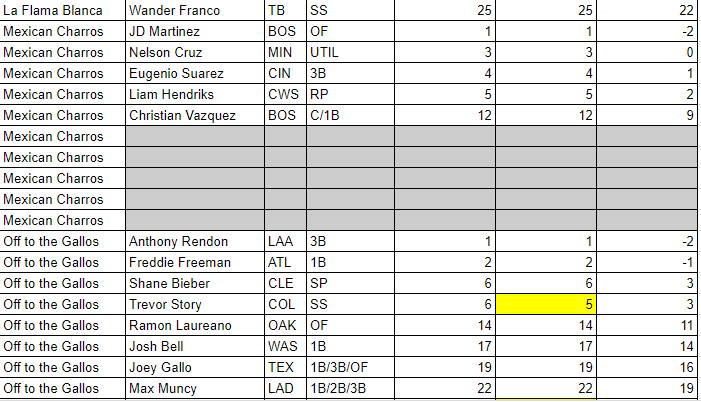 La Flama Blanca Wander Franco TB SS 25 25 22
Mexican Charros JD Martinez BOS OF 1 1 -2
Mexican Charros Nelson Cruz MIN UTIL 3 3 0
Mexican Charros Eugenio Suarez CIN 3B 4 4 1
Mexican Charros Liam Hendriks CWS RP 5 5 2
Mexican Charros Christian Vazquez BOS C/1B 12 12 9
Mexican Charros
Mexican Charros
Mexican Charros
Mexican Charros
Mexican Charros
Off to the Gallos Anthony Rendon LAA 3B 1 1 -2
Off to the Gallos Freddie Freeman ATL 1B 2 2 -1
Off to the Gallos Shane Bieber CLE SP 6 6 3
Off to the Gallos Trevor Story COL SS 6 5 3
Off to the Gallos Ramon Laureano OAK OF 14 14 11
Off to the Gallos Josh Bell WAS 1B 17 17 14
Off to the Gallos Joey Gallo TEX 1B/3B/OF 19 19 16
Off to the Gallos Max Muncy LAD 1B/2B/3B 22 22 19